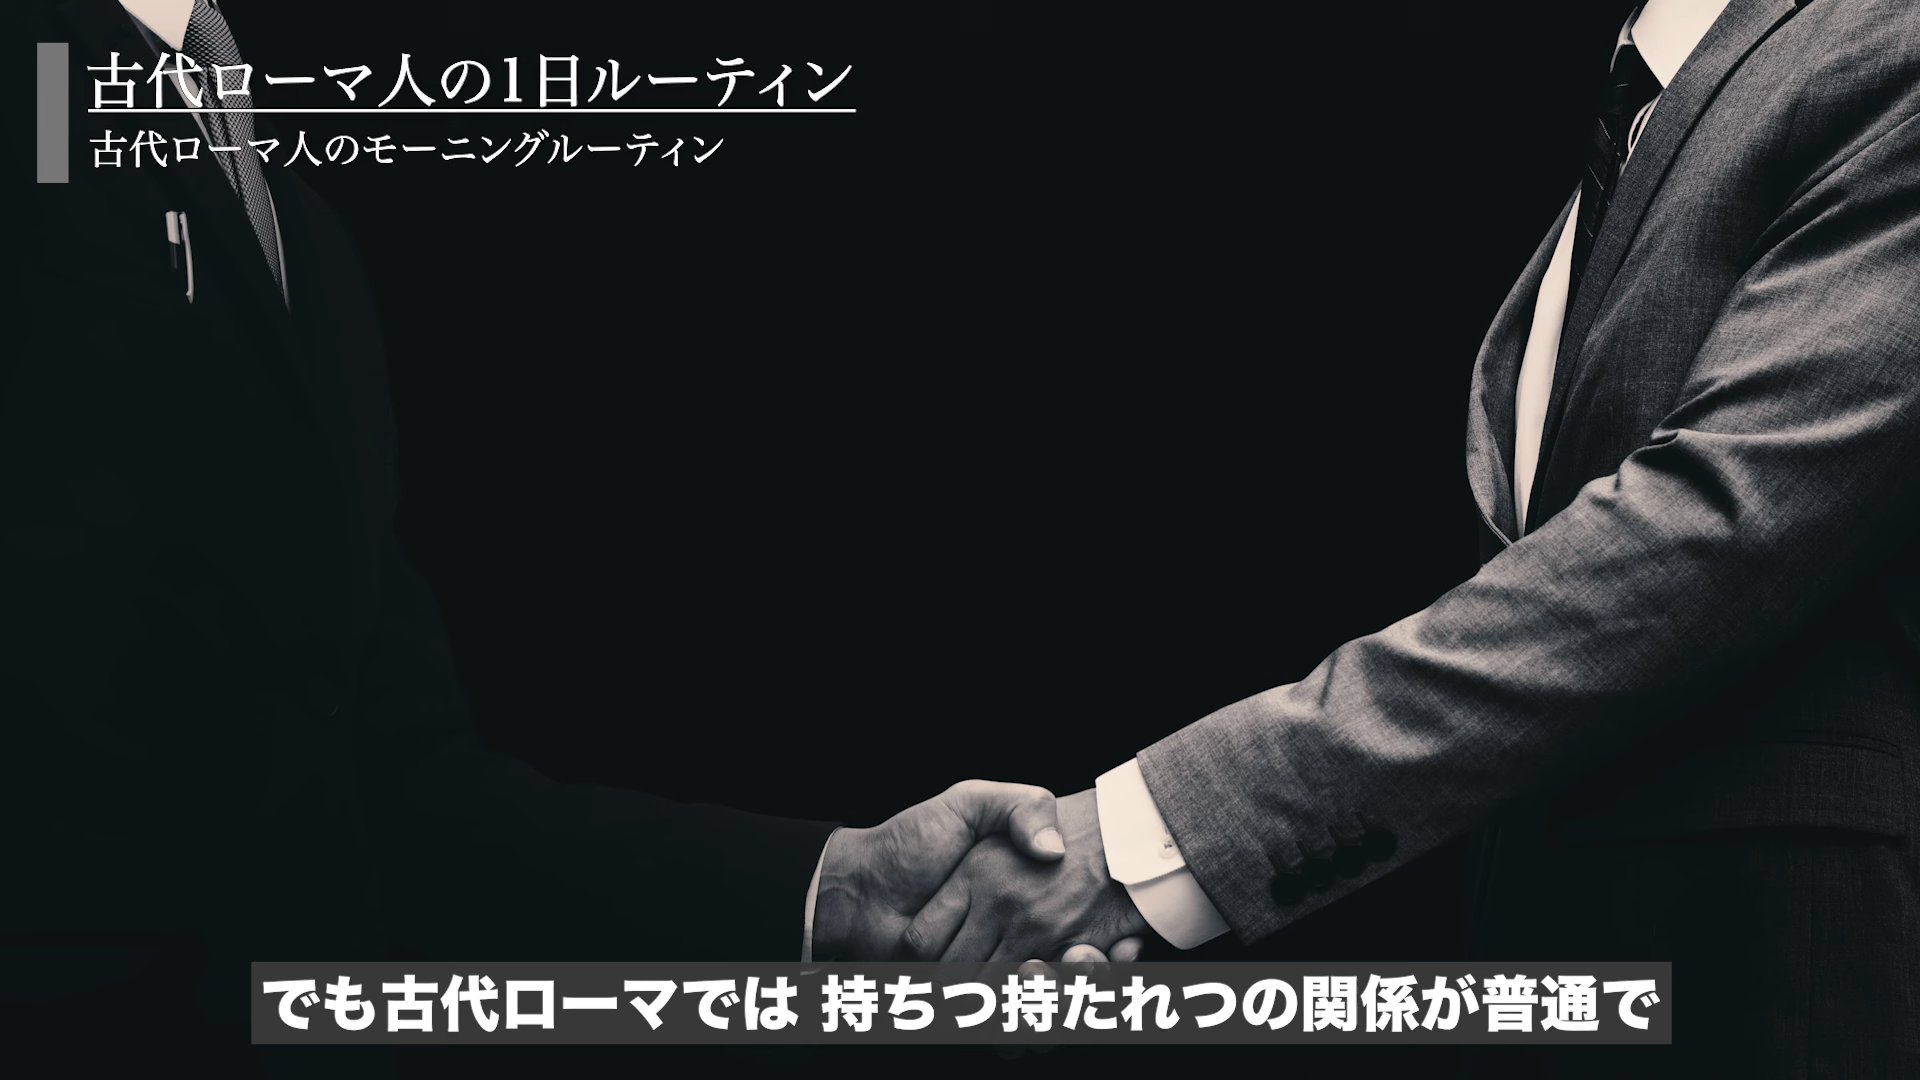 古代ローマ人の1日ルーティン
古代ローマ人のモーニングルーティン
でも古代ローマでは 持ちつ持たれつの関係が普通で